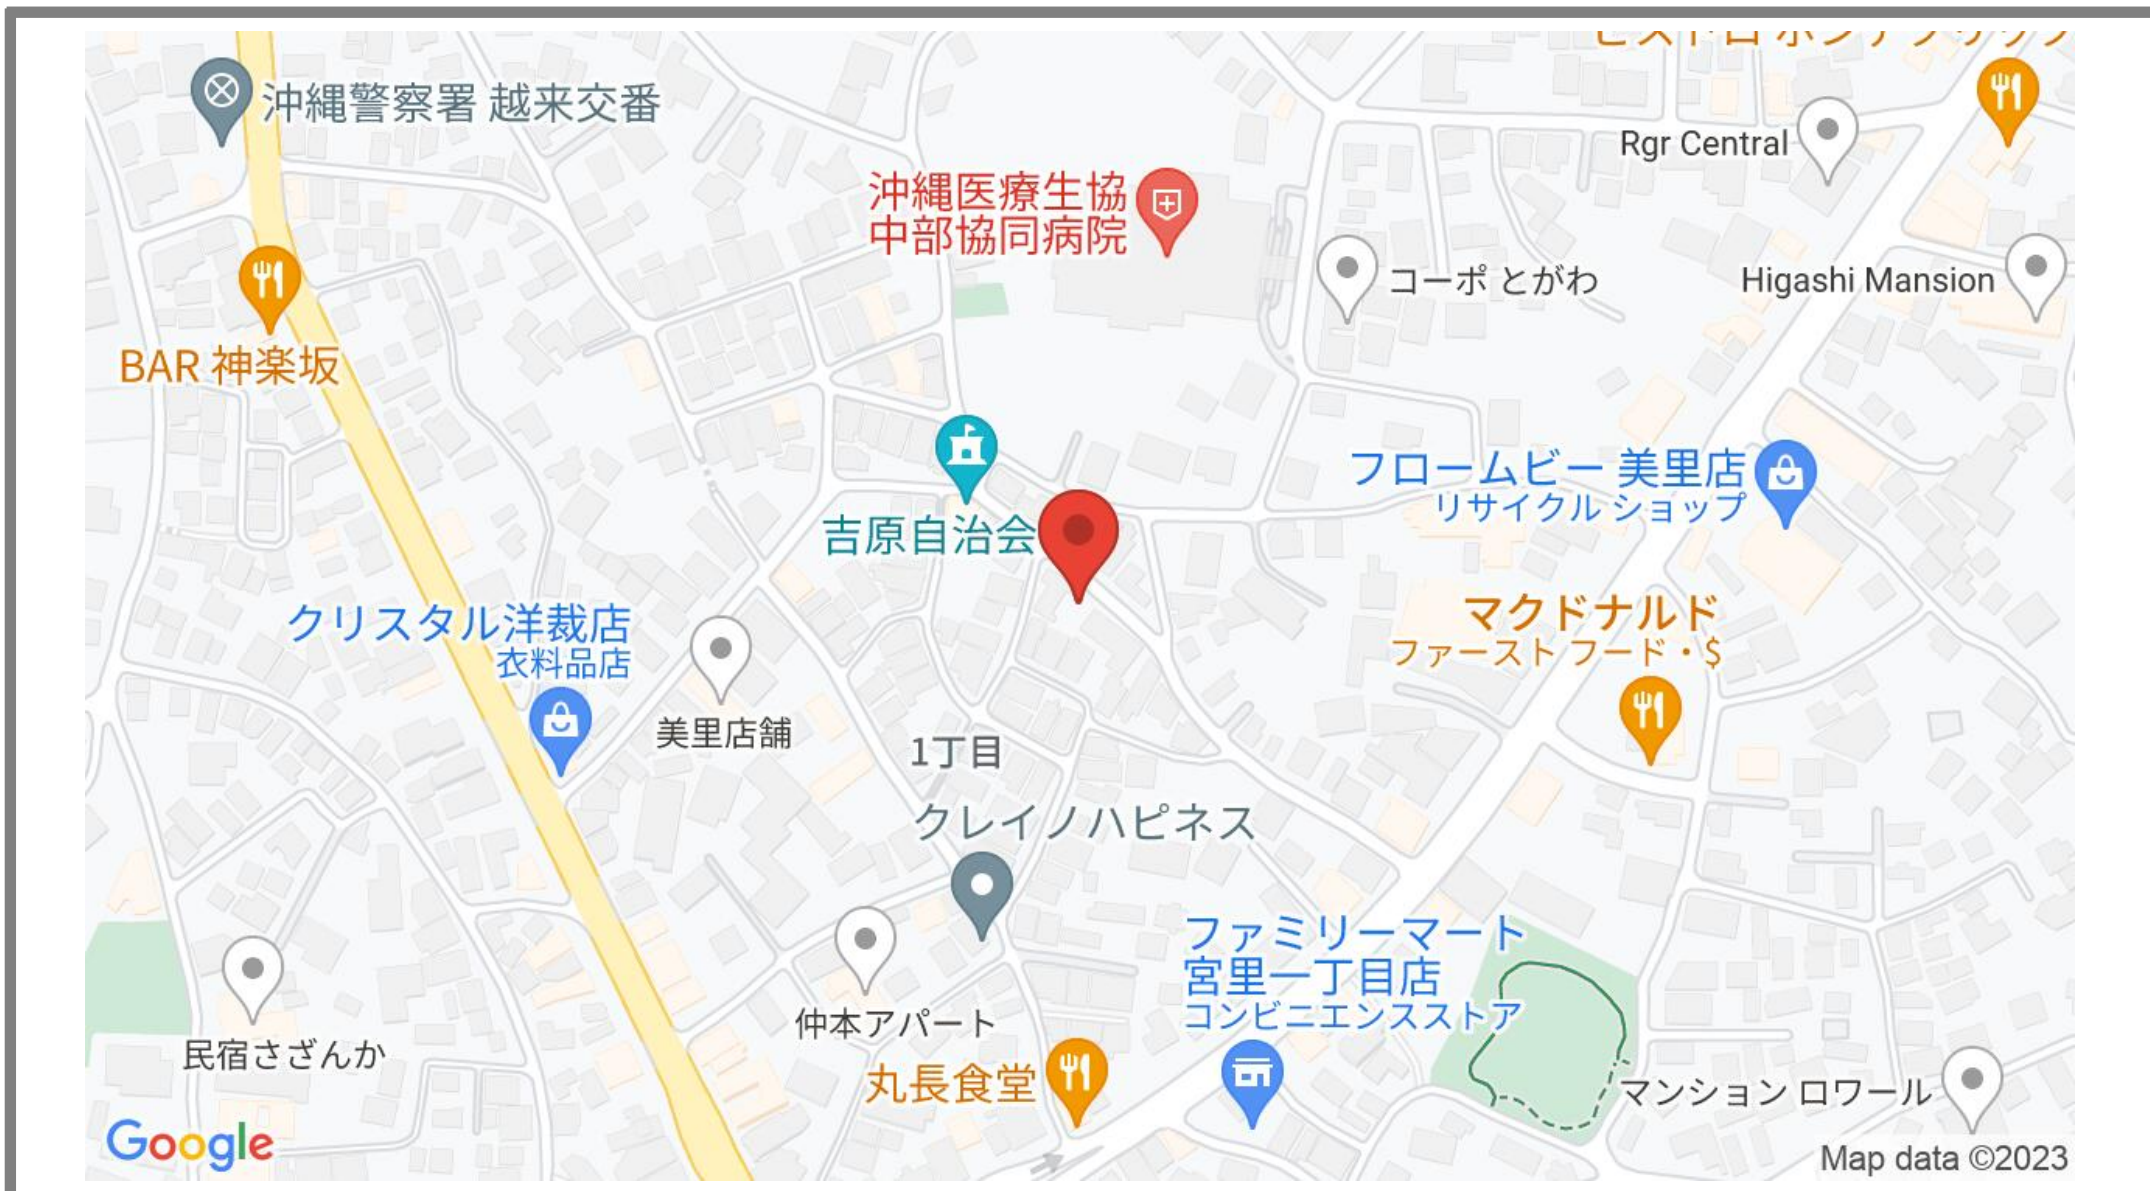 沖縄警察署 越来交番
Rgr Central
沖縄医療生協
中部協同病院
コーポ とがわ
Higashi Mansion
BAR 神楽坂
フロームビー 美里店
リサイクル ショップ
吉原自治会
マクドナルド
ファースト フード・$
クリスタル洋裁店
衣料品店
美里店舗
1丁目
クレイノハピネス
ファミリーマート
宮里一丁目店
コンビニエンスストア
仲本アパート
民宿さざんか
丸長食堂
マンション ロワール
Google
Map data ©2023